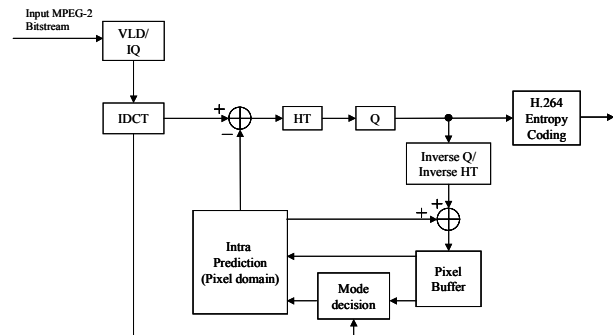 Input MPEG-2
Bitstream
VLD/
IQ
IDCT
+
−
HT
Q
H.264
Entropy
Coding
Inverse Q/
Inverse HT
+
+
Intra
Prediction
(Pixel domain)
Mode
decision
Pixel
Buffer